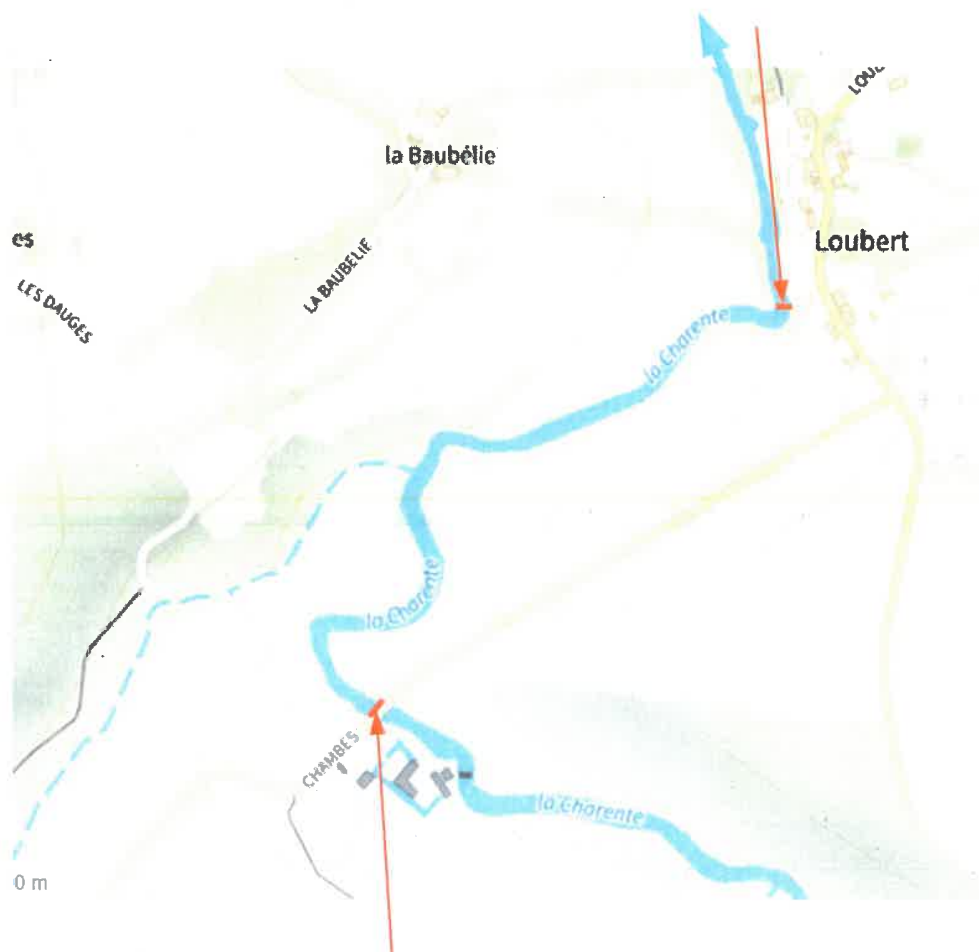 la Baubélie
es
LES DAUGES
LA BAUBELIE
Loubert
la Charente
la Charente
CHAMBES
la Charente
0 m